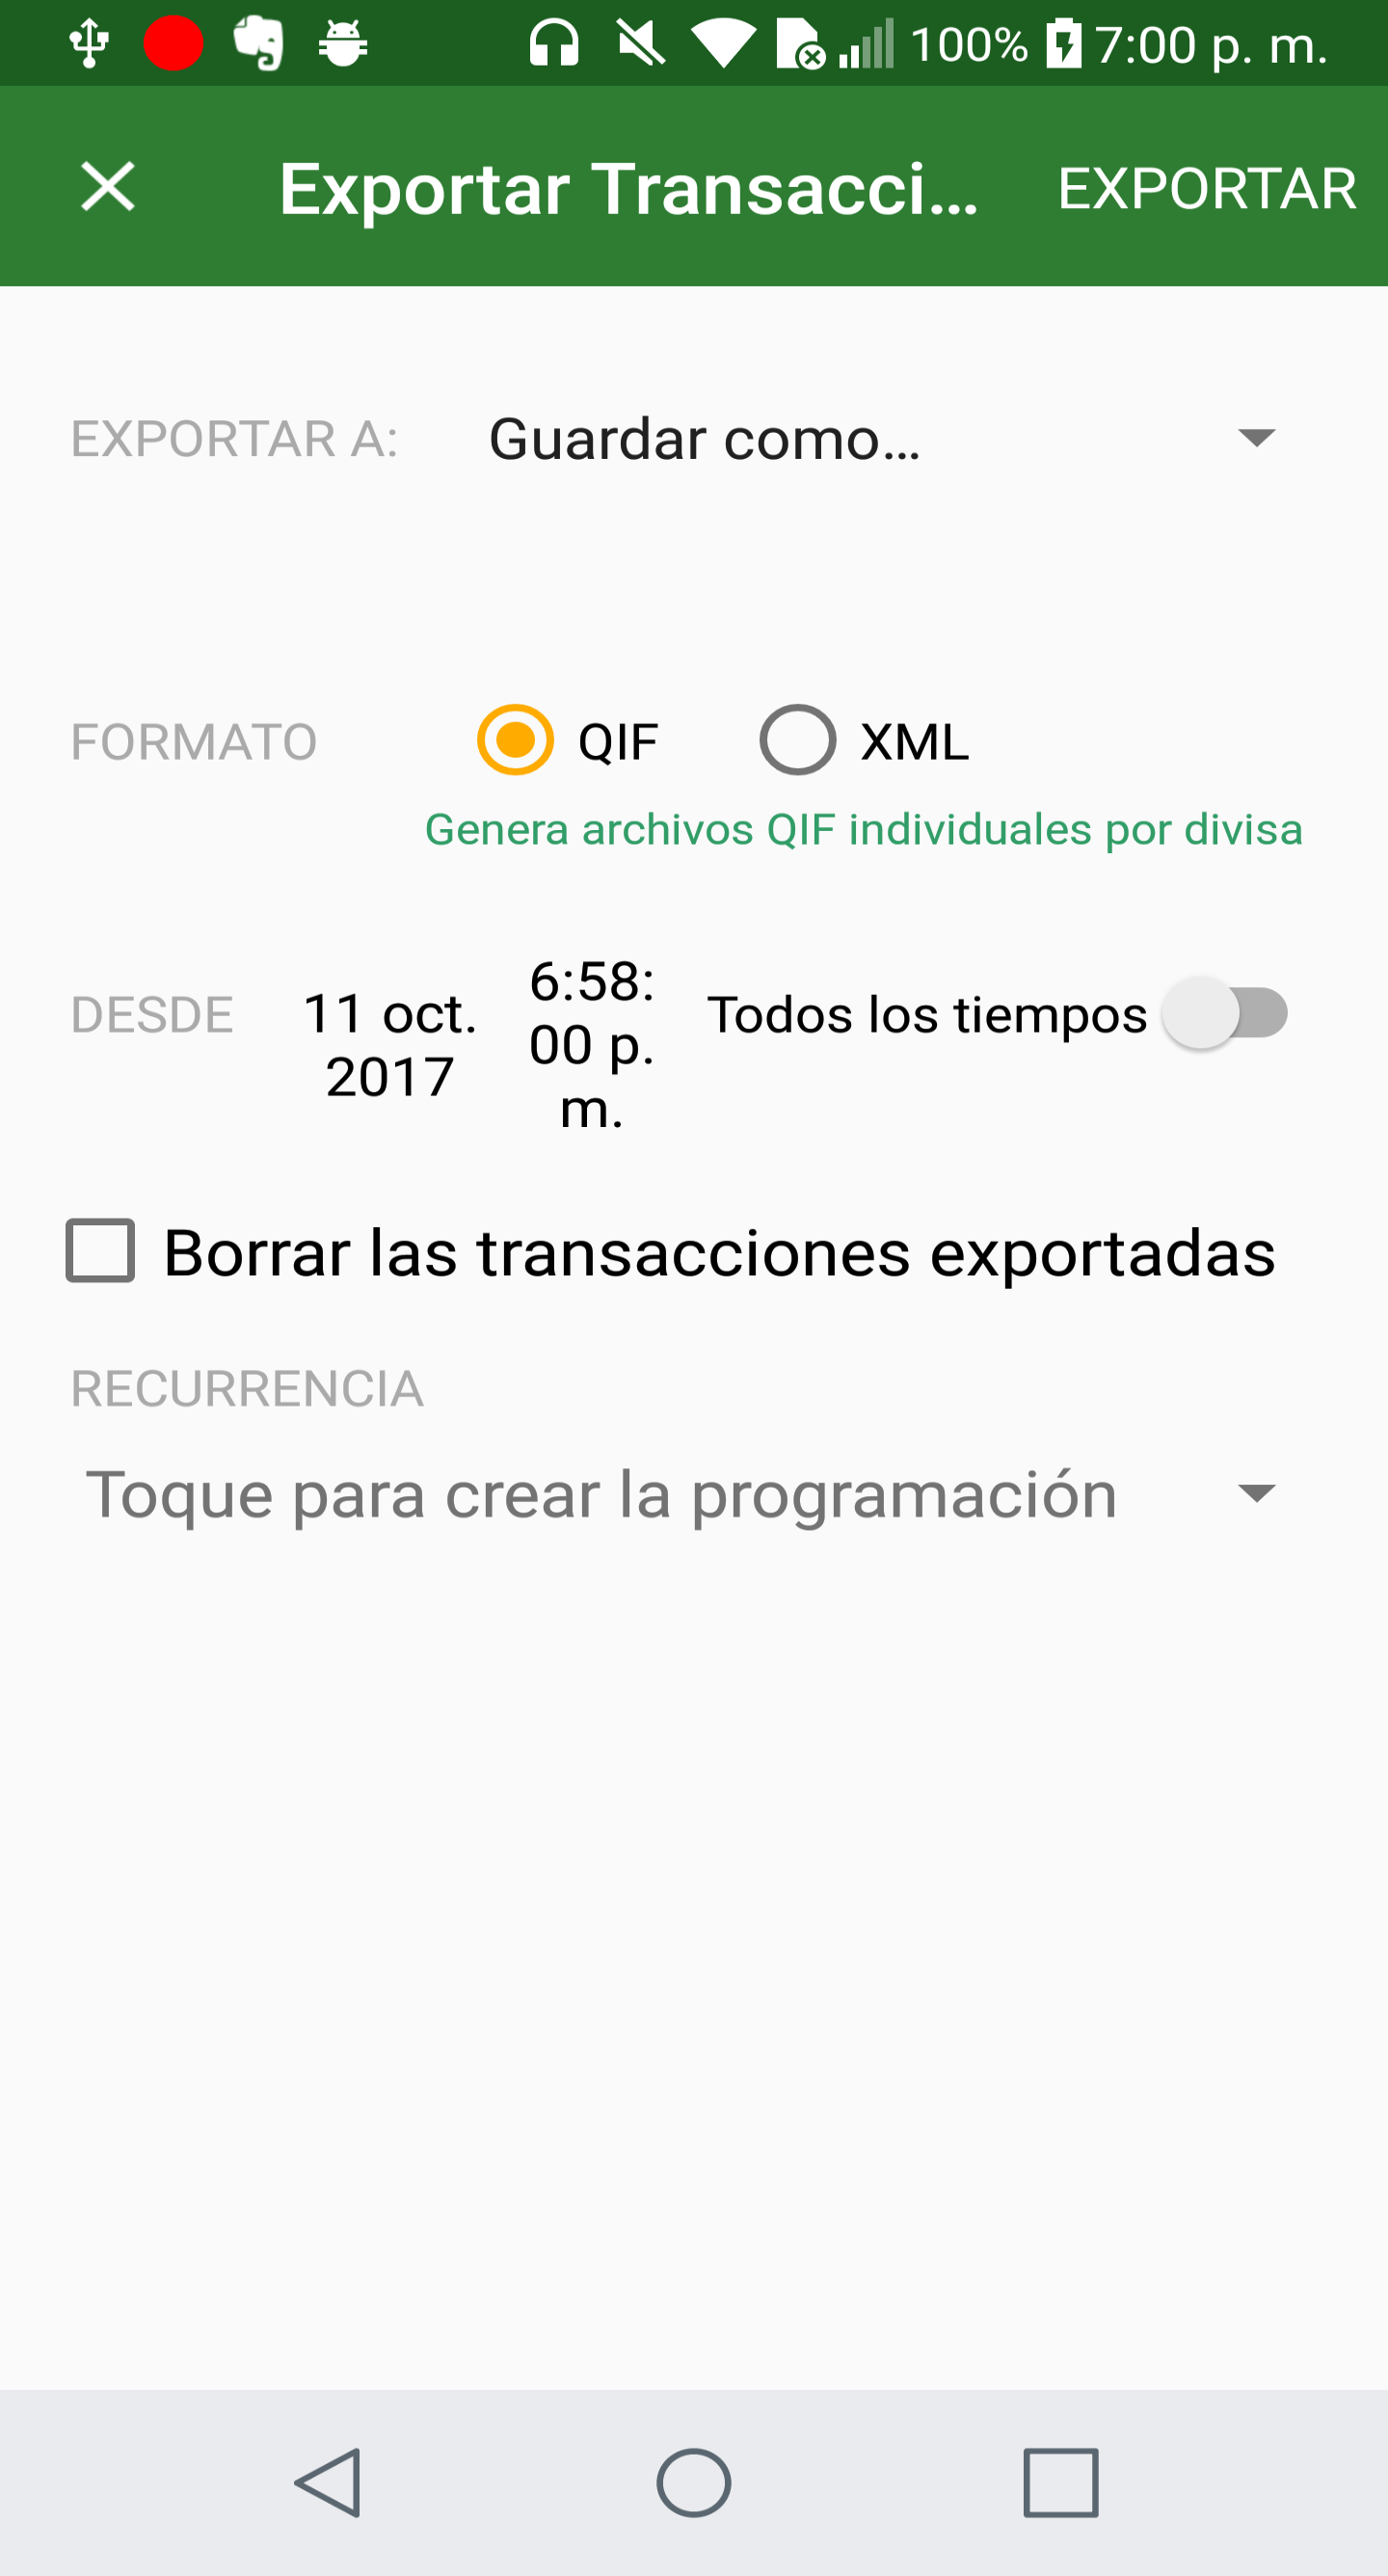 100% 7:00 p. m.
Exportar Transacci... EXPORTAR
EXPORTAR A: Guardar como...
FORMATO QIF XML
Genera archivos QIF individuales por divisa
DESDE 11 oct. 2017 6:58:00 p. m. Todos los tiempos
Borrar las transacciones exportadas
RECURRENCIA
Toque para crear la programación